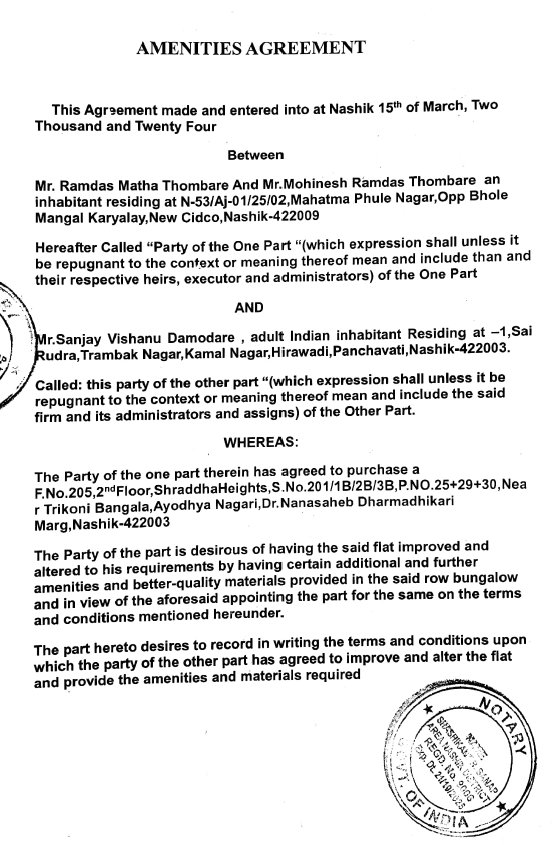 AMENITIES AGREEMENT
This Agreement made and entered into at Nashik 15th of March, Two
Thousand and Twenty Four
Between
Mr. Ramdas Matha Thombare And Mr.Mohinesh Ramdas Thombare an
inhabitant residing at N-53/Aj-01/25/02,Mahatma Phule Nagar,Opp Bhole
Mangal Karyalay,New Cidco,Nashik-422009
Hereafter Called “Party of the One Part “(which expression shall unless it
be repugnant to the context or meaning thereof mean and include than and
their respective heirs, executor and administrators) of the One Part
AND
Mr.Sanjay Vishanu Damodare , adult Indian inhabitant Residing at –1,Sai
Rudra,Trambak Nagar,Kamal Nagar,Hirawadi,Panchavati,Nashik-422003.
Called: this party of the other part “(which expression shall unless it be
repugnant to the context or meaning thereof mean and include the said
firm and its administrators and assigns) of the Other Part.
WHEREAS:
The Party of the one part therein has agreed to purchase a
F.No.205,2ndFloor,ShraddhaHeights,S.No.201/1B/2B/3B,P.NO.25+29+30,Nea
r Trikoni Bangala,Ayodhya Nagari,Dr.Nanasaheb Dharmadhikari
Marg,Nashik-422003
The Party of the part is desirous of having the said flat improved and
altered to his requirements by having certain additional and further
amenities and better-quality materials provided in the said row bungalow
and in view of the aforesaid appointing the part for the same on the terms
and conditions mentioned hereunder.
The part hereto desires to record in writing the terms and conditions upon
which the party of the other part has agreed to improve and alter the flat
and provide the amenities and materials required
NOTARY
SHASHIKANT R. SANAP
AREA NASHIK DISTRICT
REGD. No.
Exp. Dt. 21/10/2025
GOVT. OF INDIA